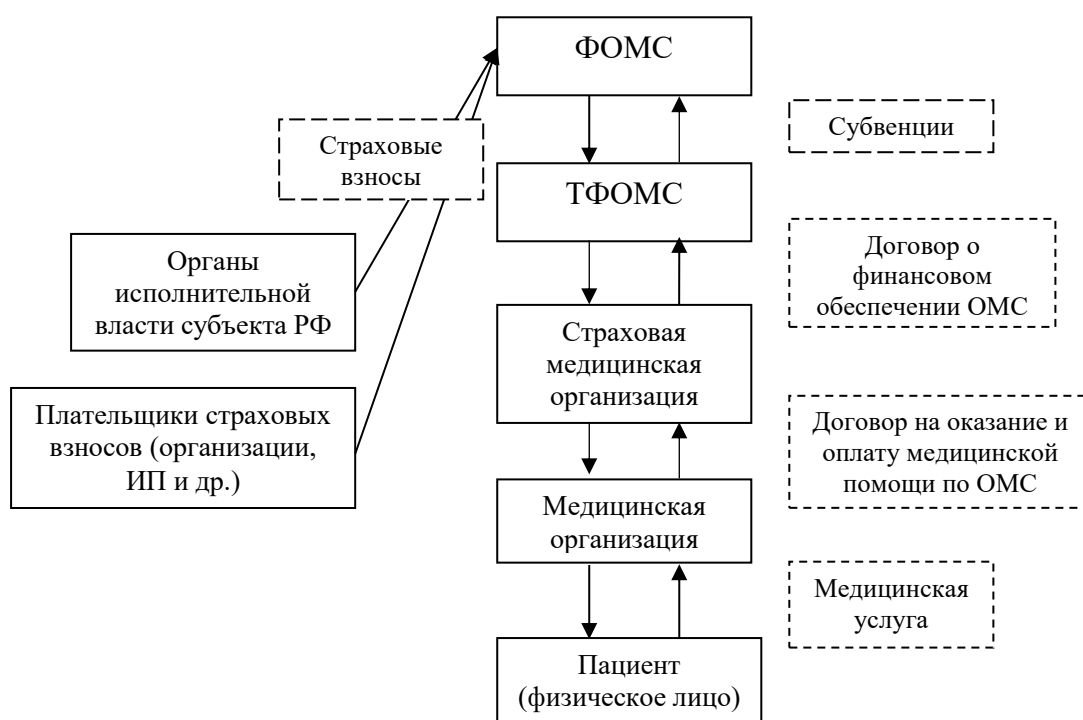 ФОМС
Субвенции
Страховые
взносы
ТФОМС
Органы
исполнительной
власти субъекта РФ
Договор о
финансовом
обеспечении ОМС
Страховая
медицинская
организация
Плательщики страховых
взносов (организации,
ИП и др.)
Договор на оказание и
оплату медицинской
помощи по ОМС
Медицинская
организация
Медицинская
услуга
Пациент
(физическое лицо)